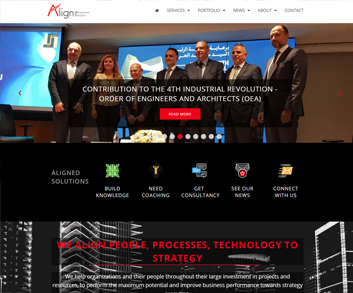 Align
SERVICES PORTFOLIO NEWS ABOUT CONTACT
CONTRIBUTION TO THE 4TH INDUSTRIAL REVOLUTION -
ORDER OF ENGINEERS AND ARCHITECTS (OEA)
READ MORE
ALIGNED
SOLUTIONS
BUILD
KNOWLEDGE
NEED
COACHING
GET
CONSULTANCY
SEE OUR
NEWS
CONNECT
WITH US
WE ALIGN PEOPLE, PROCESSES, TECHNOLOGY TO
STRATEGY
We help organizations and their people throughout their large investment in projects and
resources, to perform the maximum potential and improve business performance towards strategy